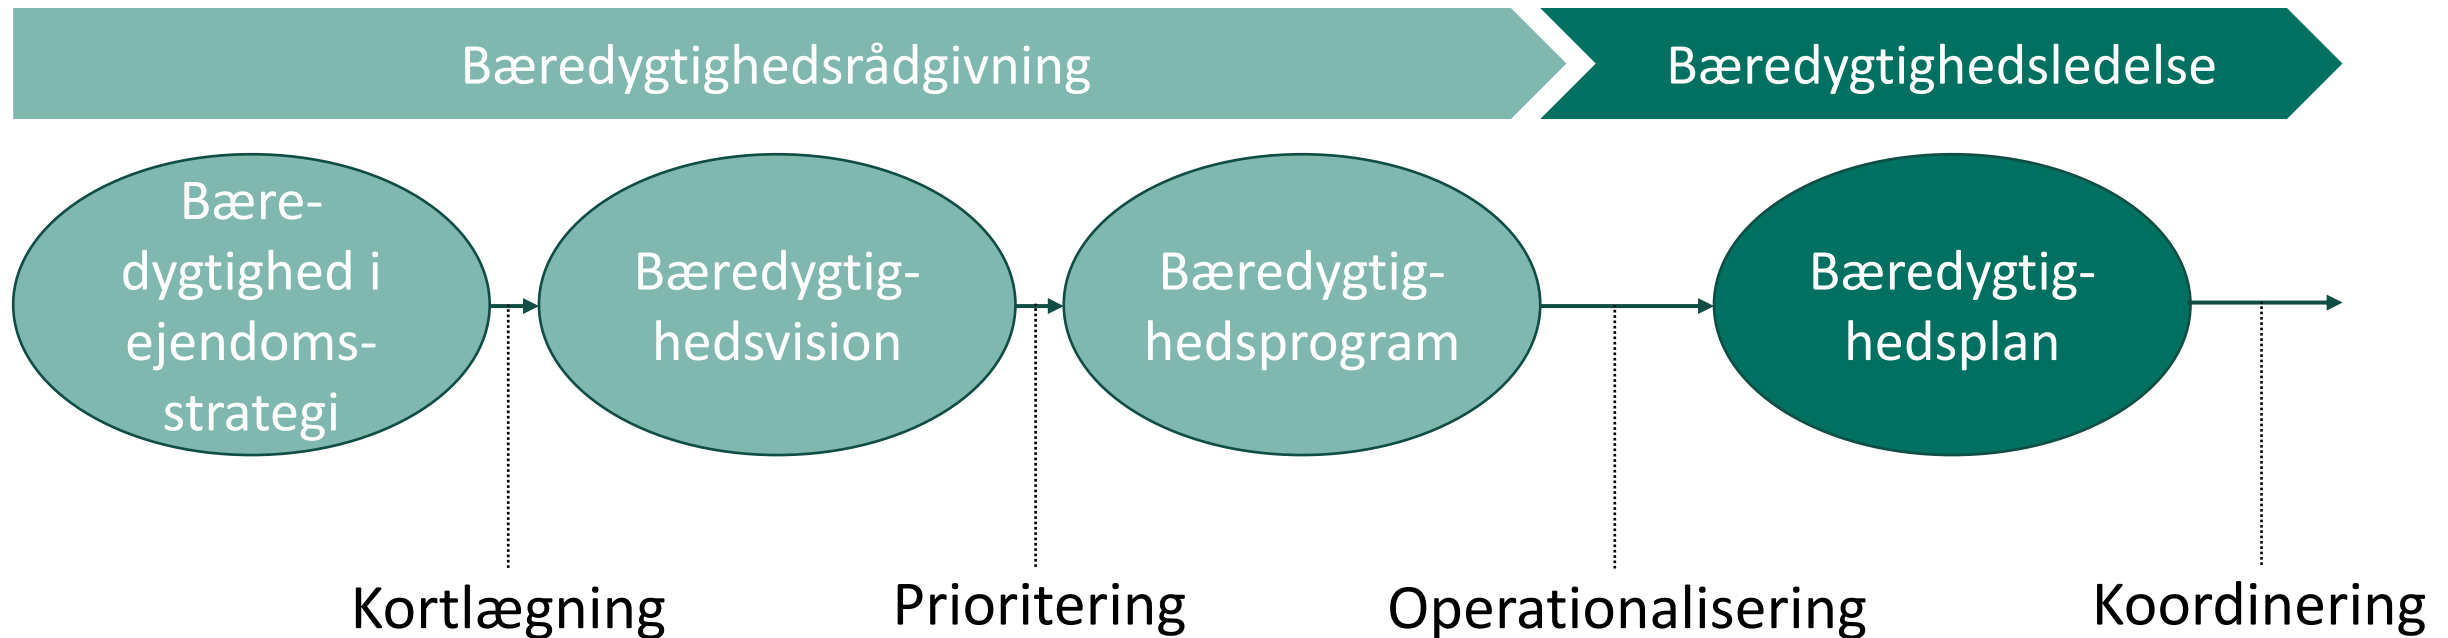 Bæredygtighedsrådgivning
Bæredygtighedsledelse
Bære-
dygtighed i
ejendoms-
strategi
Bæredygtig-
hedsvision
Bæredygtig-
hedsprogram
Bæredygtig-
hedsplan
Kortlægning
Prioritering
Operationalisering
Koordinering